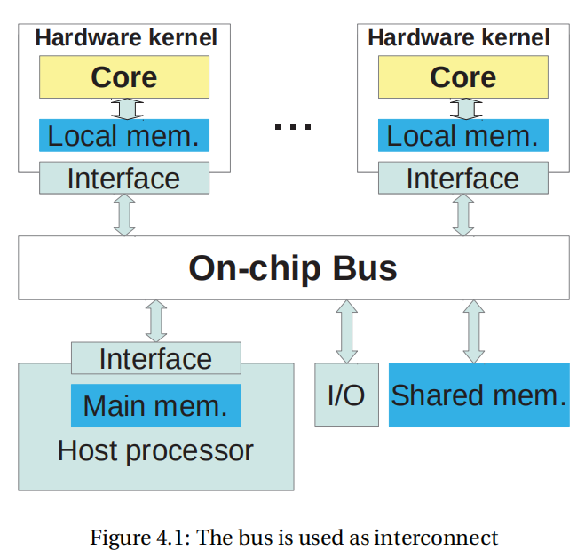 Hardware kernel
Core
Local mem.
Interface
...
Hardware kernel
Core
Local mem.
Interface
On-chip Bus
Interface
Main mem.
Host processor
I/O
Shared mem.
Figure 4.1: The bus is used as interconnect